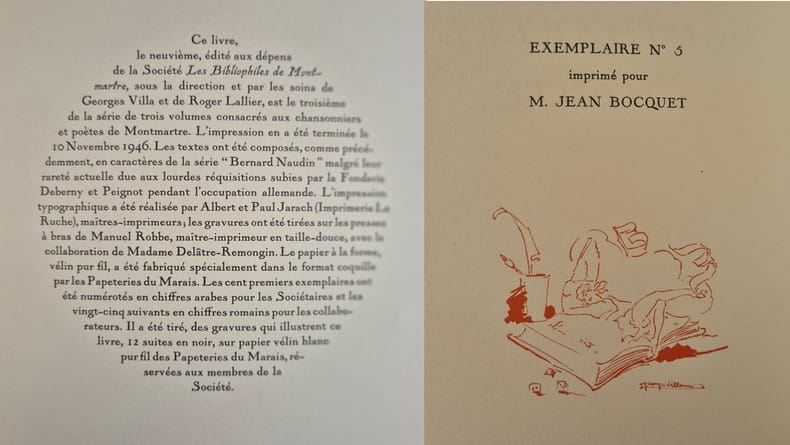 Ce livre,
le neuvième, édité aux dépens
de la Société Les Bibliophiles de Mont-
martre, sous la direction et par les soins de
Georges Villa et de Roger Lallier, est le troisième
de la série de trois volumes consacrés aux chansonniers
et poètes de Montmartre. L'impression en a été terminée le
10 Novembre 1946. Les textes ont été composés, comme précé-
demment, en caractères de la série "Bernard Naudin" malgré leur
rareté actuelle due aux lourdes réquisitions subies par la Fonderie
Deberny et Peignot pendant l'occupation allemande. L'impression
typographique a été réalisée par Albert et Paul Jarach (Imprimerie La
Ruche), maîtres-imprimeurs ; les gravures ont été tirées sur les presses
à bras de Manuel Robbe, maître-imprimeur en taille-douce, avec la
collaboration de Madame Delâtre-Remongin. Le papier à la forme,
vélin pur fil, a été fabriqué spécialement dans le format coquille
par les Papeteries du Marais. Les cent premiers exemplaires ont
été numérotés en chiffres arabes pour les Sociétaires et les
vingt-cinq suivants en chiffres romains pour les collabo-
rateurs. Il a été tiré, des gravures qui illustrent ce
livre, 12 suites en noir, sur papier vélin blanc
pur fil des Papeteries du Marais, ré-
servées aux membres de la
Société.
EXEMPLAIRE N° 5
imprimé pour
M. JEAN BOCQUET